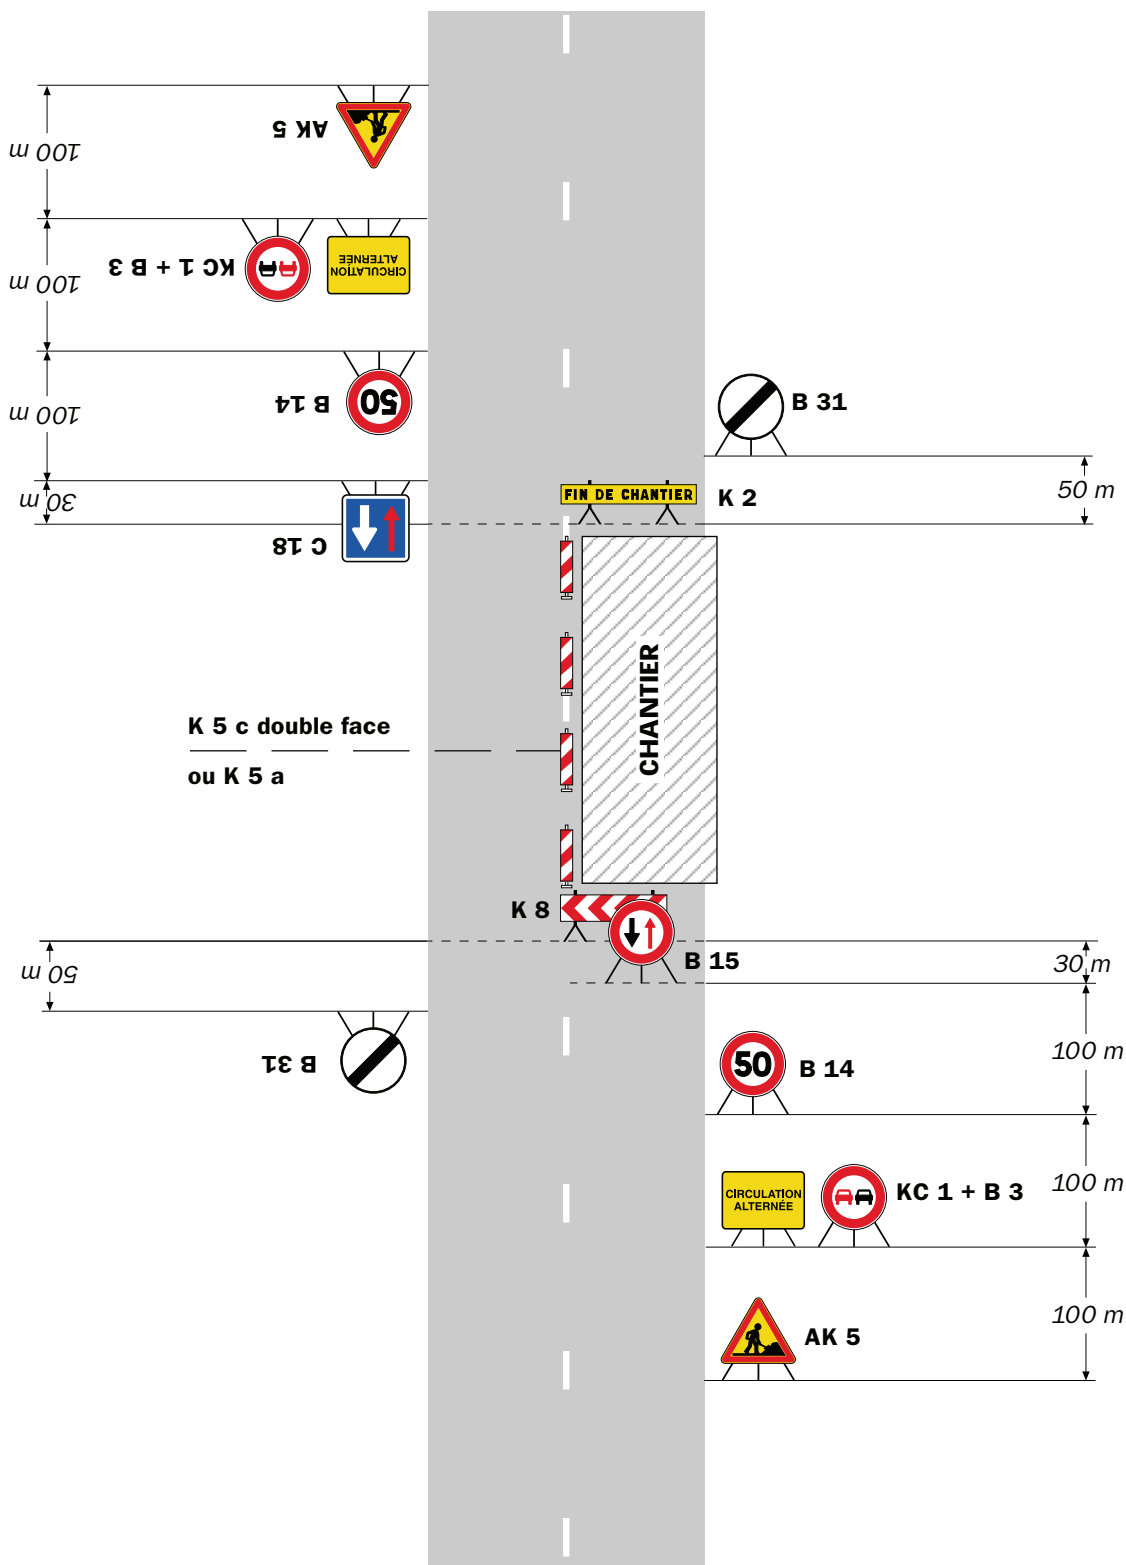 AK 5
100 m
KC 1 + B 3
CIRCULATION
ALTERNÉE
100 m
B 14
50
100 m
B 31
30 m
C 18
FIN DE CHANTIER
K 2
50 m
CHANTIER
K 5 c double face
ou K 5 a
K 8
B 15
50 m
30 m
B 31
50
B 14
100 m
CIRCULATION
ALTERNÉE
KC 1 + B 3
100 m
AK 5
100 m